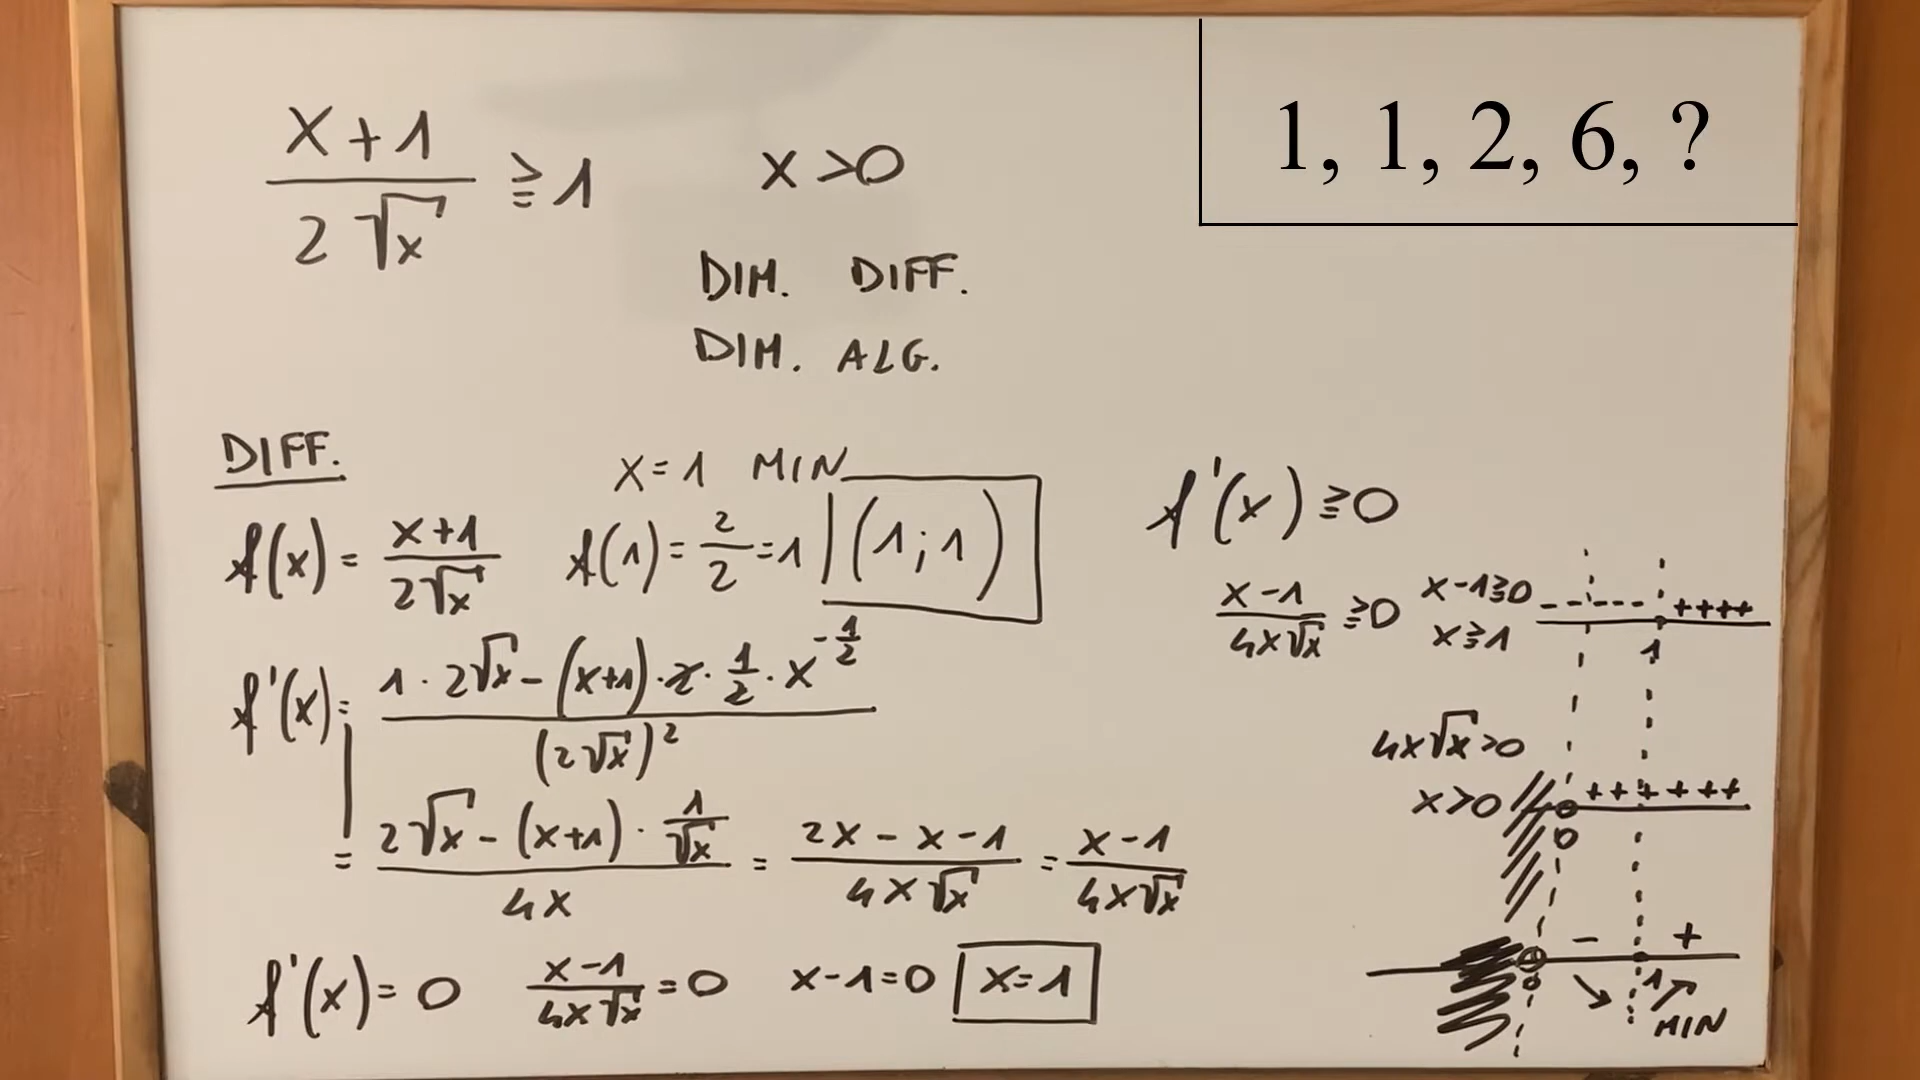 x+1 / 2√x ≥ 1    x > 0
1, 1, 2, 6, ?
DIM. DIFF.
DIM. ALG.
DIFF.
x = 1 MIN
f(x) = x+1 / 2√x    f(1) = 2/2 = 1 | (1 ; 1)
f'(x) = 1 · 2√x − (x+1) · 2 · 1/2 · x^(−1/2) / (2√x)²
= 2√x − (x+1) · 1/√x / 4x = 2x − x − 1 / 4x√x = x−1 / 4x√x
f'(x) = 0    x−1 / 4x√x = 0    x−1 = 0    x = 1
f'(x) ≥ 0
x−1 / 4x√x ≥ 0    x−1 ≥ 0    - - - - - - ++++
x ≥ 1    1
4x√x > 0
x > 0    ++++++
0
− +
0 1
MIN